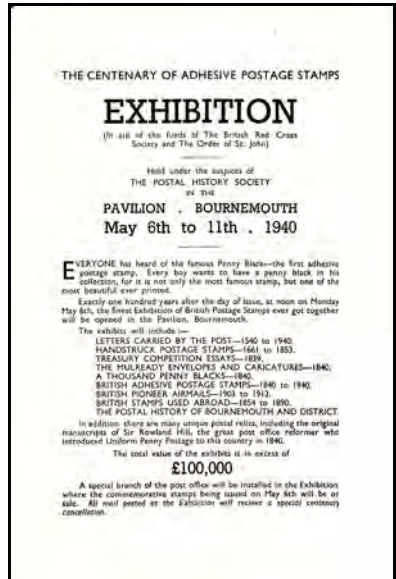 THE CENTENARY OF ADHESIVE POSTAGE STAMPS
EXHIBITION
(In aid of the funds of The British Red Cross
Society and The Order of St. John)
Held under the auspices of
THE POSTAL HISTORY SOCIETY
IN THE
PAVILION . BOURNEMOUTH
May 6th to 11th . 1940
EVERYONE has heard of the famous Penny Black—the first adhesive
postage stamp. Every boy wants to have a penny black in his
collection, for it is not only the most famous stamp, but one of the
most beautiful ever printed.
Exactly one hundred years after the day of issue, at noon on Monday
May 6th, the finest Exhibition of British Postage Stamps ever got together
will be opened in the Pavilion, Bournemouth.
The exhibits will include :—
LETTERS CARRIED BY THE POST—1540 to 1940.
HANDSTRUCK POSTAGE STAMPS—1661 to 1853.
TREASURY COMPETITION ESSAYS—1839.
THE MULREADY ENVELOPES AND CARICATURES—1840.
A THOUSAND PENNY BLACKS—1840.
BRITISH ADHESIVE POSTAGE STAMPS—1840 to 1940.
BRITISH PIONEER AIRMAILS—1903 to 1912.
BRITISH STAMPS USED ABROAD—1854 to 1890.
THE POSTAL HISTORY OF BOURNEMOUTH AND DISTRICT.
In addition there are many unique postal relics, including the original
manuscripts of Sir Rowland Hill, the great post office reformer who
introduced Uniform Penny Postage to this country in 1840.
The total value of the exhibits is in excess of
£100,000
A special branch of the post office will be installed in the Exhibition
where the commemorative stamps being issued on May 6th will be on
sale. All mail posted at the Exhibition will receive a special centenary
cancellation.